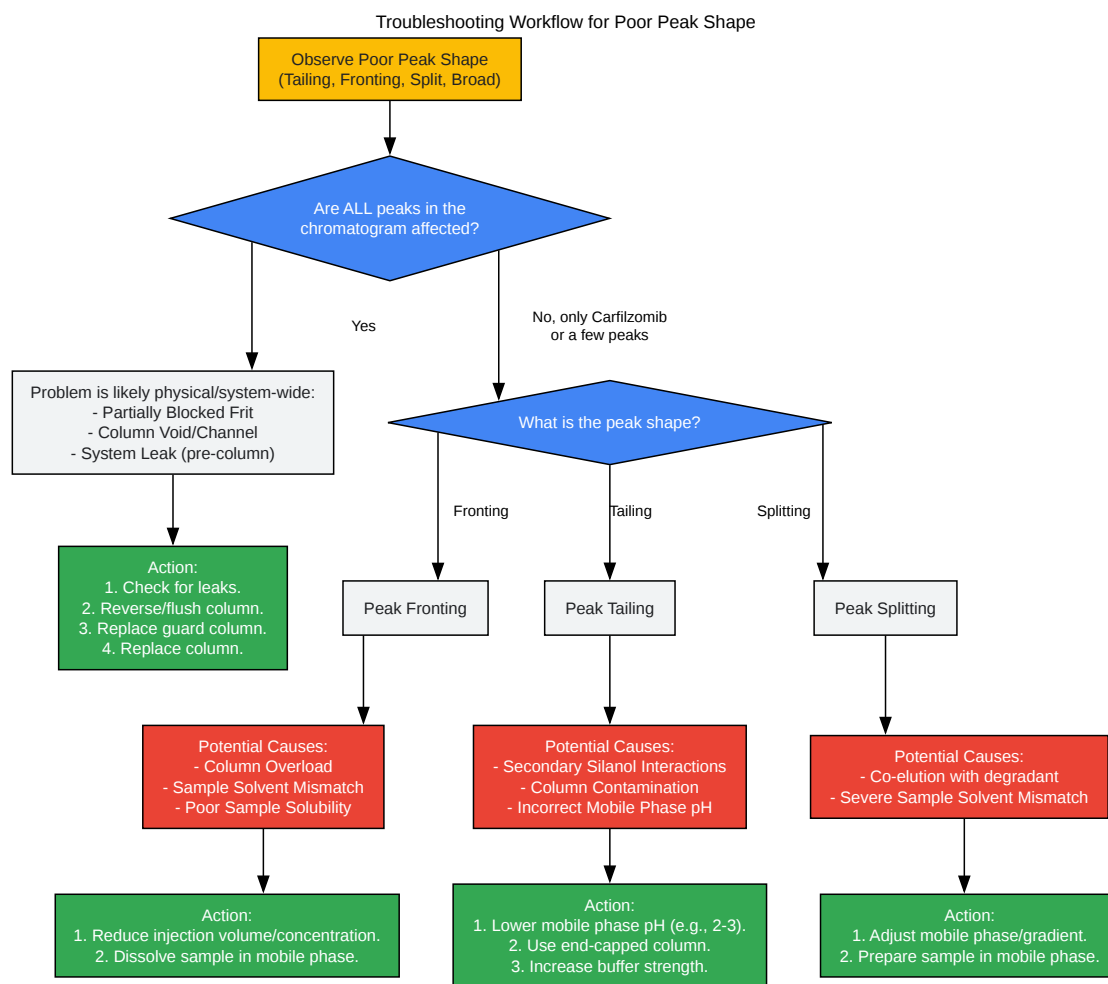 Troubleshooting Workflow for Poor Peak Shape
Observe Poor Peak Shape
(Tailing, Fronting, Split, Broad)
Are ALL peaks in the
chromatogram affected?
Yes
No, only Carfilzomib
or a few peaks
Problem is likely physical/system-wide:
- Partially Blocked Frit
- Column Void/Channel
- System Leak (pre-column)
What is the peak shape?
Action:
1. Check for leaks.
2. Reverse/flush column.
3. Replace guard column.
4. Replace column.
Fronting
Tailing
Splitting
Peak Fronting
Peak Tailing
Peak Splitting
Potential Causes:
- Column Overload
- Sample Solvent Mismatch
- Poor Sample Solubility
Potential Causes:
- Secondary Silanol Interactions
- Column Contamination
- Incorrect Mobile Phase pH
Potential Causes:
- Co-elution with degradant
- Severe Sample Solvent Mismatch
Action:
1. Reduce injection volume/concentration.
2. Dissolve sample in mobile phase.
Action:
1. Lower mobile phase pH (e.g., 2-3).
2. Use end-capped column.
3. Increase buffer strength.
Action:
1. Adjust mobile phase/gradient.
2. Prepare sample in mobile phase.